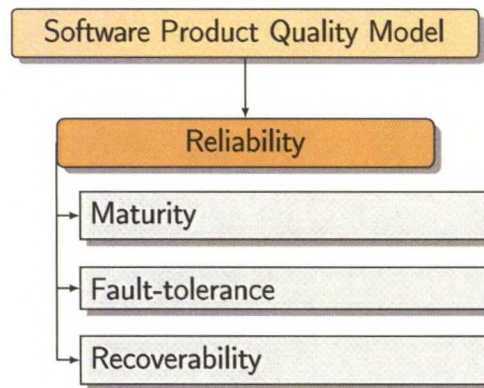 Software Product Quality Model
Reliability
Maturity
Fault-tolerance
Recoverability